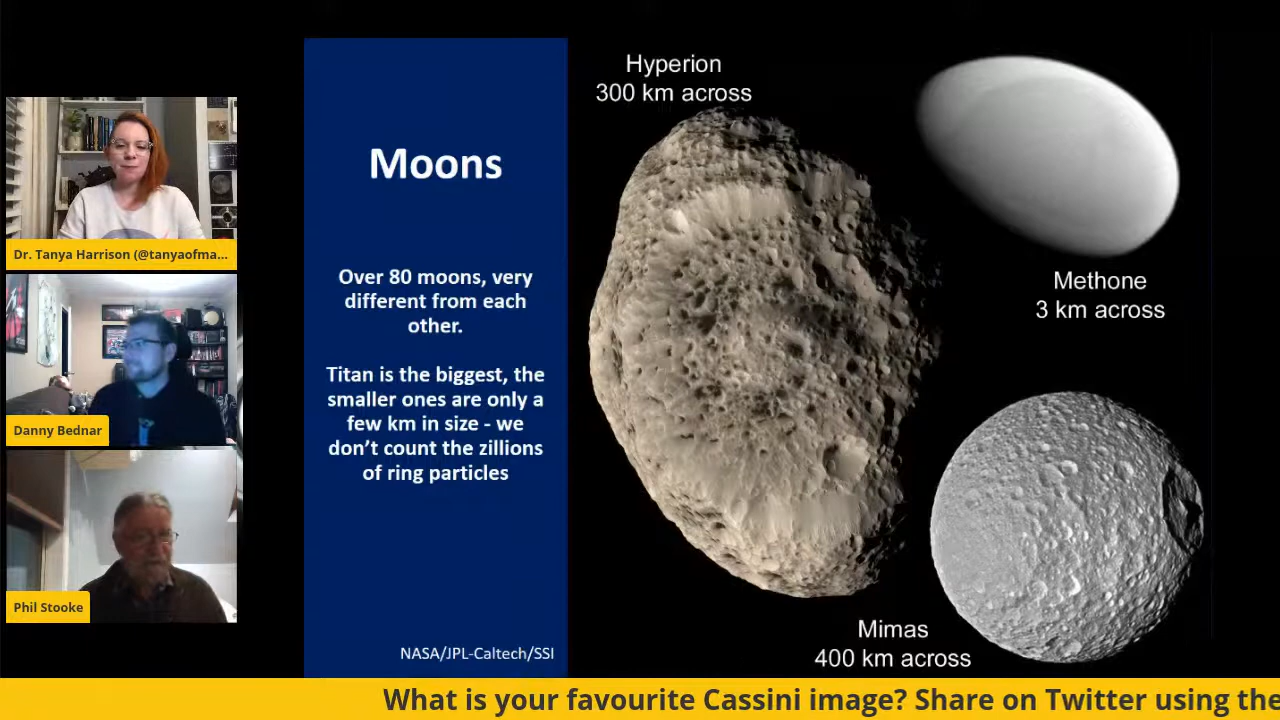 Dr. Tanya Harrison (@tanyaofma...
Danny Bednar
Phil Stooke
Moons
Over 80 moons, very
different from each
other.
Titan is the biggest, the
smaller ones are only a
few km in size - we
don’t count the zillions
of ring particles
NASA/JPL-Caltech/SSI
Hyperion
300 km across
Methone
3 km across
Mimas
400 km across
What is your favourite Cassini image? Share on Twitter using the